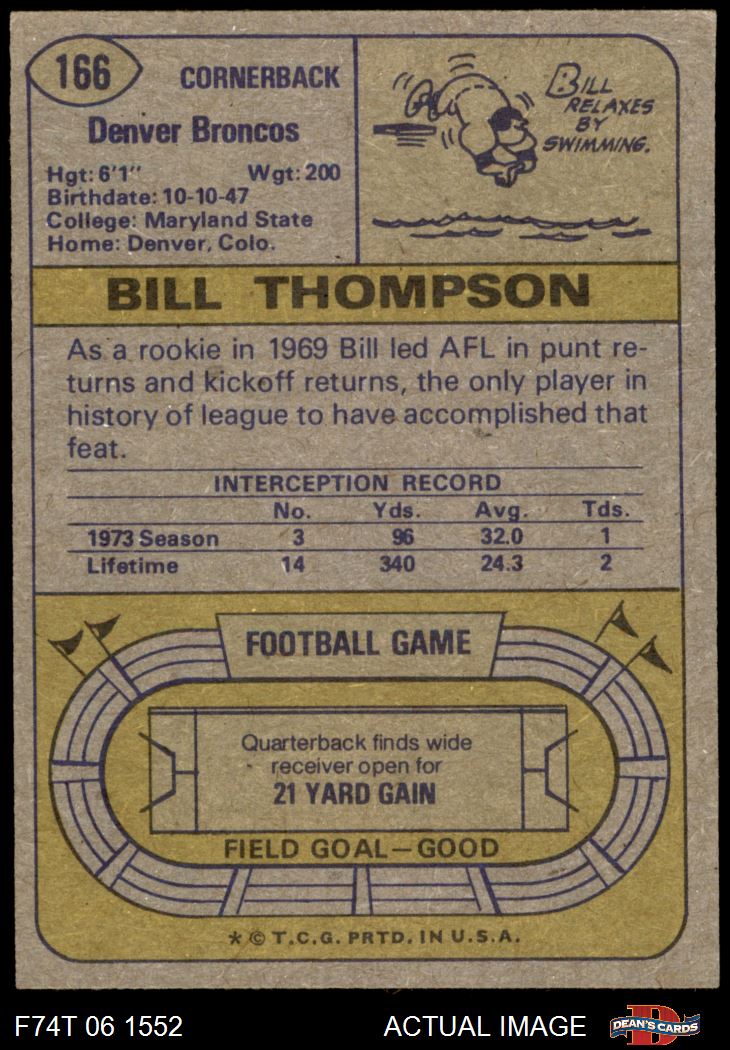 166
CORNERBACK
Denver Broncos
Hgt: 6'1" Wgt: 200
Birthdate: 10-10-47
College: Maryland State
Home: Denver, Colo.
BILL
RELAXES
BY
SWIMMING.
BILL THOMPSON
As a rookie in 1969 Bill led AFL in punt re-
turns and kickoff returns, the only player in
history of league to have accomplished that
feat.
INTERCEPTION RECORD
No. Yds. Avg. Tds.
1973 Season 3 96 32.0 1
Lifetime 14 340 24.3 2
FOOTBALL GAME
Quarterback finds wide
receiver open for
21 YARD GAIN
FIELD GOAL—GOOD
* © T.C.G. PRTD. IN U.S.A.
F74T 06 1552 ACTUAL IMAGE
D
DEAN'S CARDS